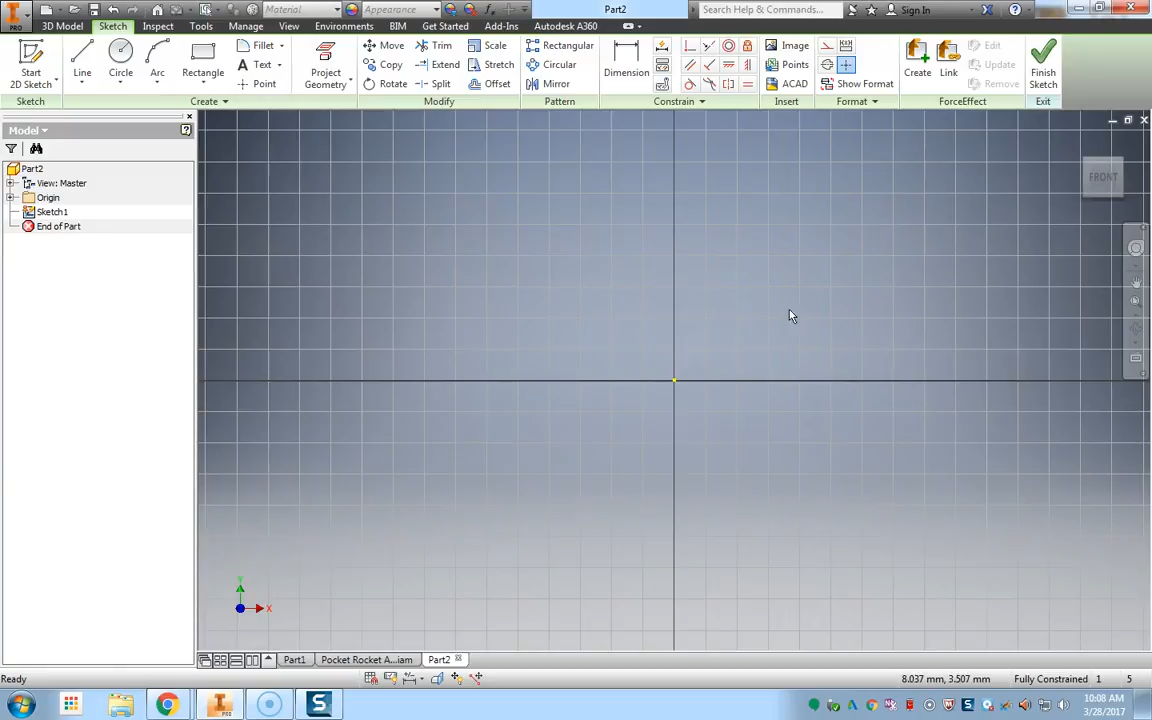 PRO
Material
Appearance
Part2
Search Help & Commands...
Sign In
3D Model
Sketch
Inspect
Tools
Manage
View
Environments
BIM
Get Started
Add-Ins
Autodesk A360
Start
2D Sketch
Line
Circle
Arc
Rectangle
Fillet
Text
Point
Project
Geometry
Move
Copy
Rotate
Trim
Extend
Split
Scale
Stretch
Offset
Rectangular
Circular
Mirror
Dimension
Image
Points
ACAD
Show Format
Create
Link
Edit
Update
Remove
Finish
Sketch
Sketch
Create
Modify
Pattern
Constrain
Insert
Format
ForceEffect
Exit
Model
Part2
View: Master
Origin
Sketch1
End of Part
FRONT
Y
X
Part1
Pocket Rocket A...iam
Part2
Ready
8.037 mm, 3.507 mm
Fully Constrained
1
5
PRO
S
10:08 AM
3/28/2017